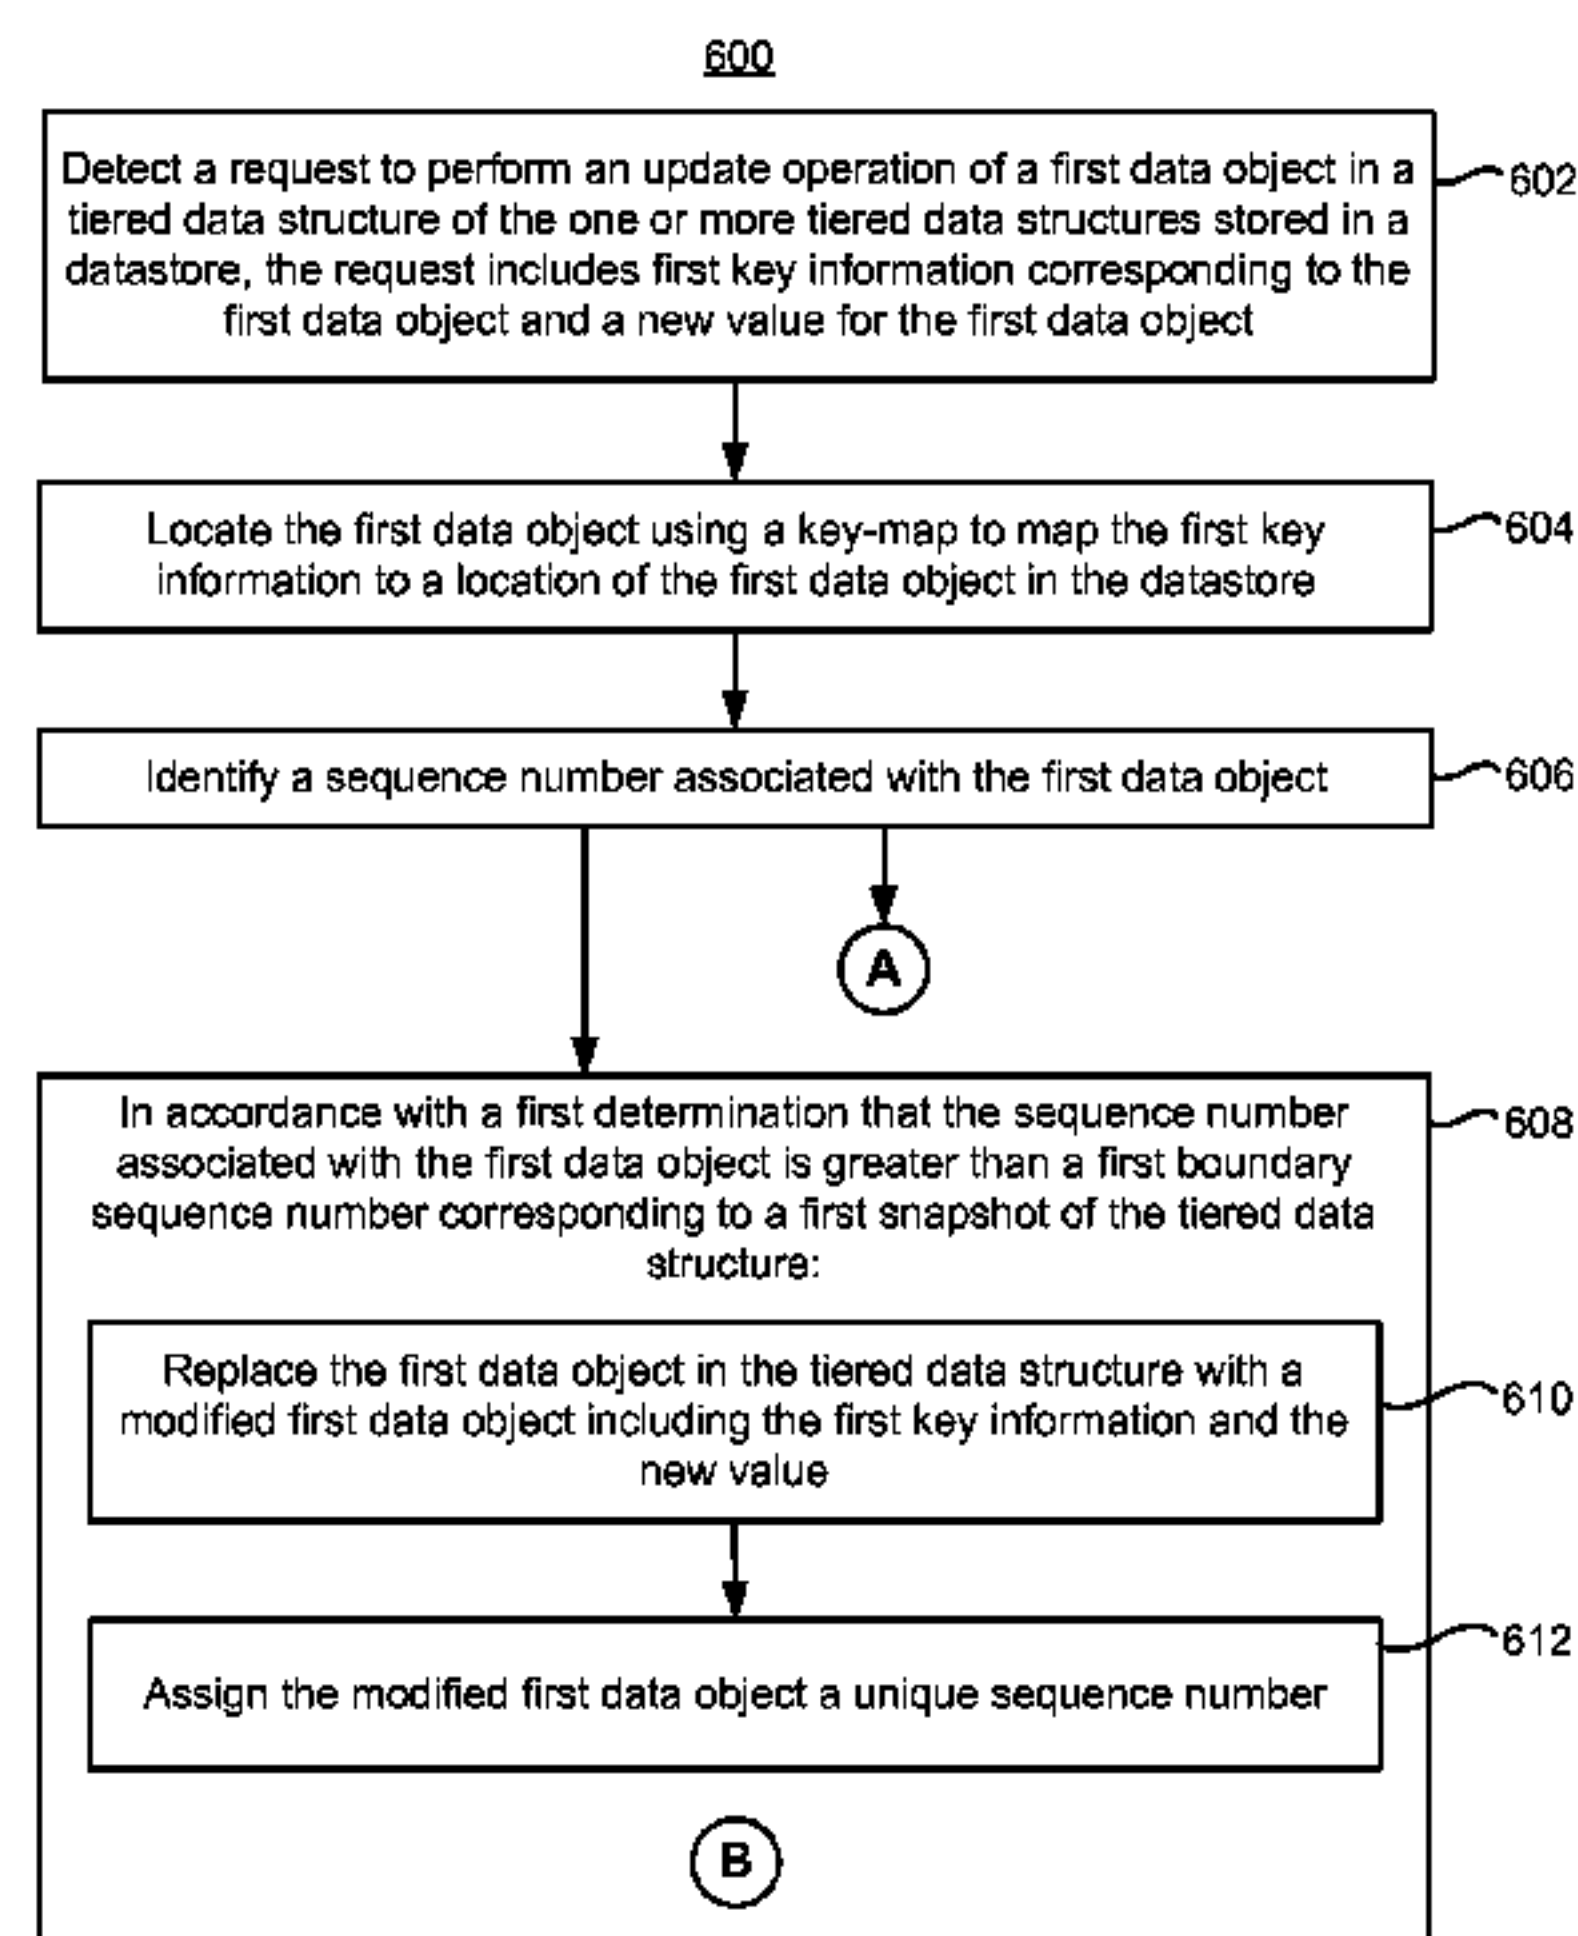 600
Detect a request to perform an update operation of a first data object in a
tiered data structure of the one or more tiered data structures stored in a
datastore, the request includes first key information corresponding to the
first data object and a new value for the first data object
602
Locate the first data object using a key-map to map the first key
information to a location of the first data object in the datastore
604
Identify a sequence number associated with the first data object
606
A
In accordance with a first determination that the sequence number
associated with the first data object is greater than a first boundary
sequence number corresponding to a first snapshot of the tiered data
structure:
608
Replace the first data object in the tiered data structure with a
modified first data object including the first key information and the
new value
610
Assign the modified first data object a unique sequence number
612
B